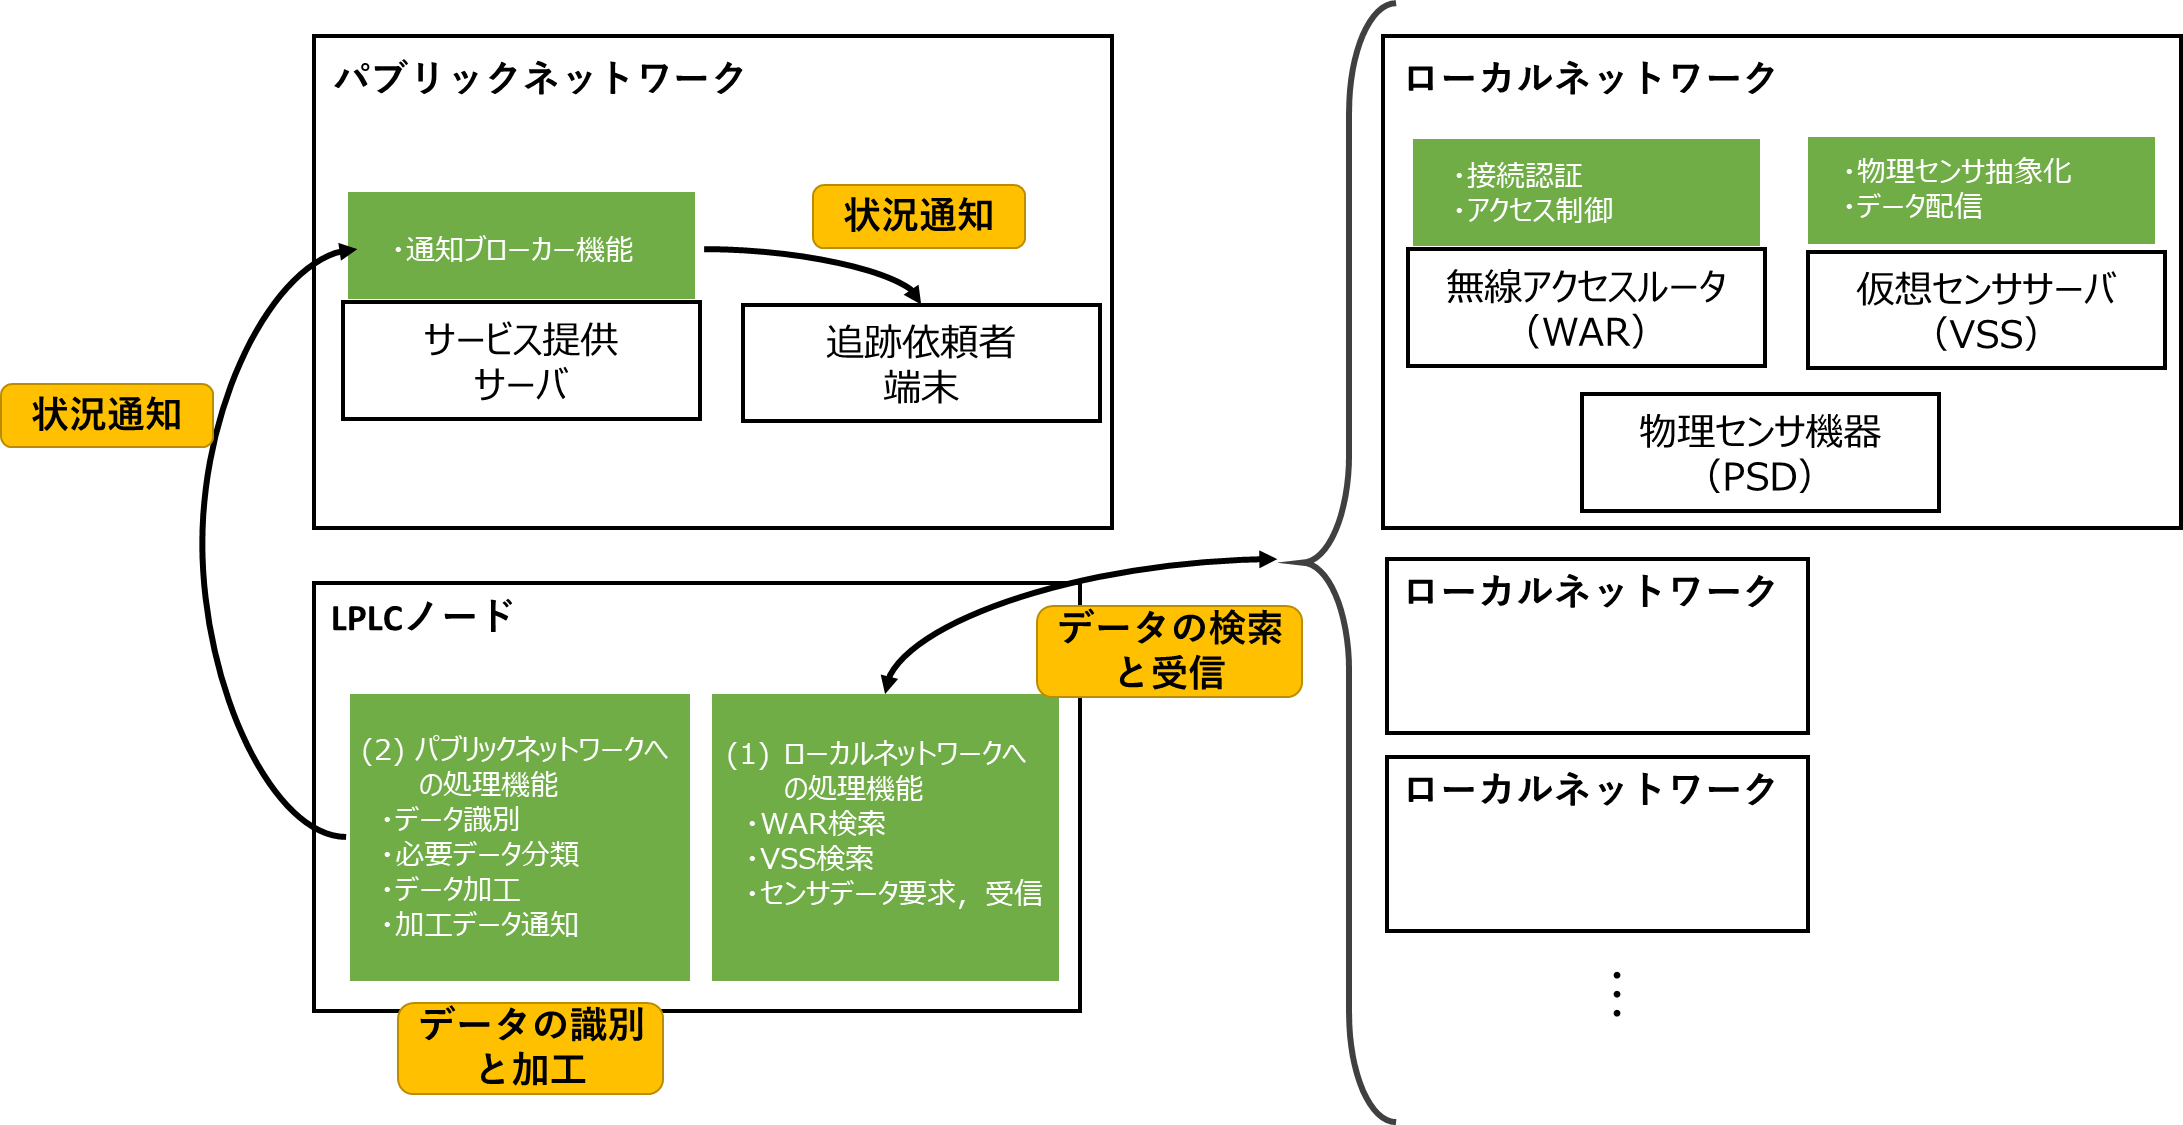 パブリックネットワーク
・通知ブローカー機能
状況通知
サービス提供
サーバ
追跡依頼者
端末
状況通知
LPLCノード
(2) パブリックネットワークへ
の処理機能
・データ識別
・必要データ分類
・データ加工
・加工データ通知
(1) ローカルネットワークへ
の処理機能
・WAR検索
・VSS検索
・センサデータ要求，受信
データの検索
と受信
データの識別
と加工
ローカルネットワーク
・接続認証
・アクセス制御
無線アクセスルータ
（WAR）
・物理センサ抽象化
・データ配信
仮想センササーバ
（VSS）
物理センサ機器
（PSD）
ローカルネットワーク
ローカルネットワーク
…